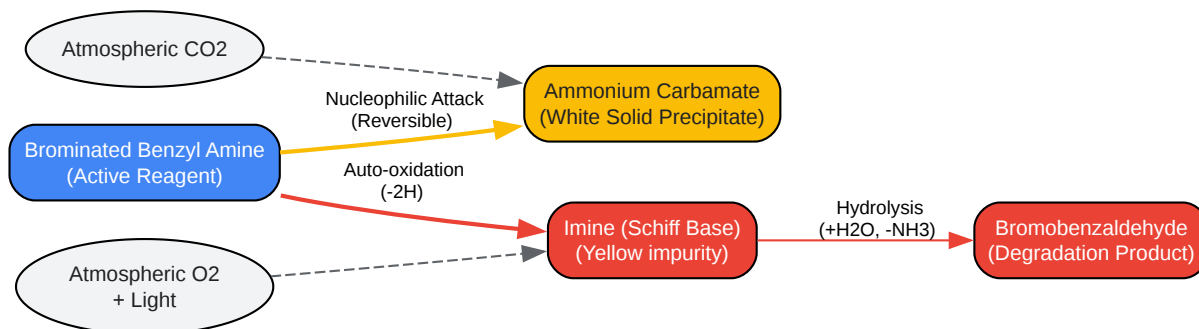 Atmospheric CO2
Nucleophilic Attack
(Reversible)
Ammonium Carbamate
(White Solid Precipitate)
Brominated Benzyl Amine
(Active Reagent)
Auto-oxidation
(-2H)
Imine (Schiff Base)
(Yellow impurity)
Hydrolysis
(+H2O, -NH3)
Bromobenzaldehyde
(Degradation Product)
Atmospheric O2
+ Light